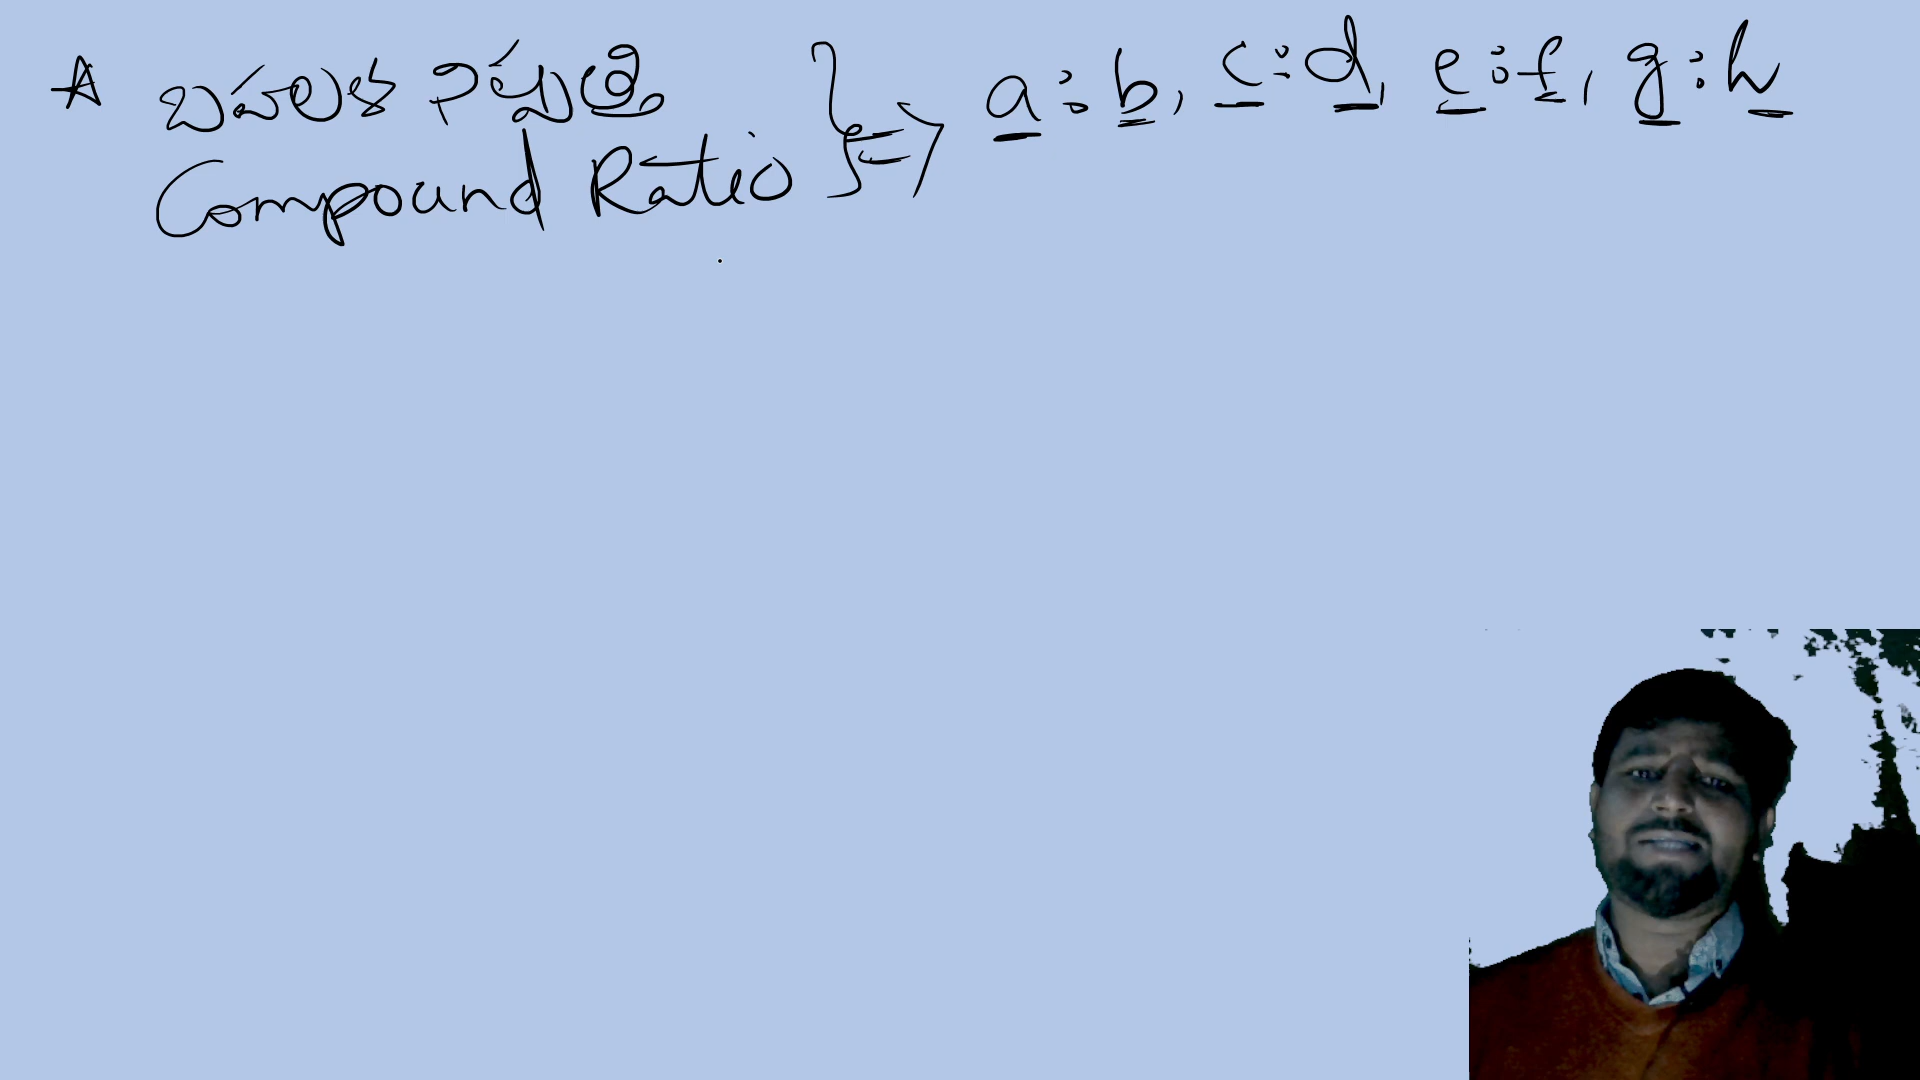 బహుళక నిష్పత్తి
Compound Ratio } => a : b, c : d, e : f, g : h